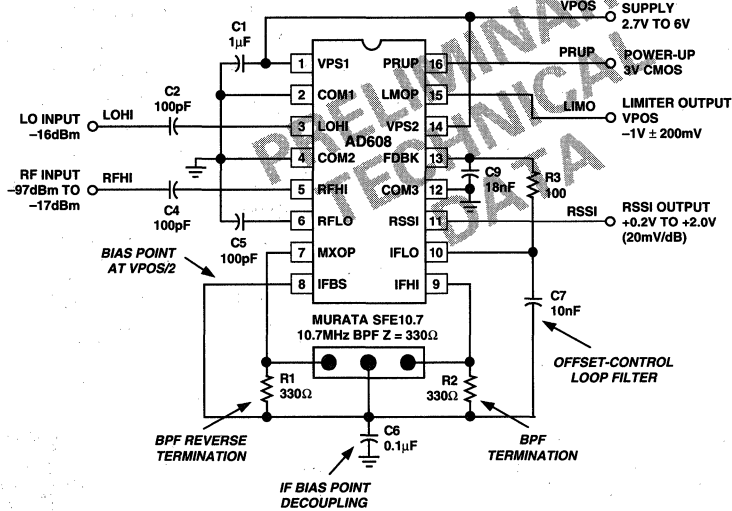 VPOS
SUPPLY
2.7V TO 6V
C1
1µF
1 VPS1
PRUP 16
PRUP
POWER-UP
3V CMOS
2 COM1
LMOP 15
LIMO
LIMITER OUTPUT
VPOS
–1V ± 200mV
C2
100pF
LO INPUT
–16dBm
LOHI
3 LOHI
VPS2 14
AD608
4 COM2
FDBK 13
C9
18nF
R3
100
RF INPUT
–97dBm TO
–17dBm
RFHI
C4
100pF
5 RFHI
COM3 12
6 RFLO
RSSI 11
RSSI
RSSI OUTPUT
+0.2V TO +2.0V
(20mV/dB)
C5
100pF
BIAS POINT
AT VPOS/2
7 MXOP
IFLO 10
8 IFBS
IFHI 9
C7
10nF
MURATA SFE10.7
10.7MHz BPF Z = 330Ω
OFFSET-CONTROL
LOOP FILTER
R1
330Ω
R2
330Ω
BPF REVERSE
TERMINATION
C6
0.1µF
BPF
TERMINATION
IF BIAS POINT
DECOUPLING
PRELIMINARY
TECHNICAL
DATA